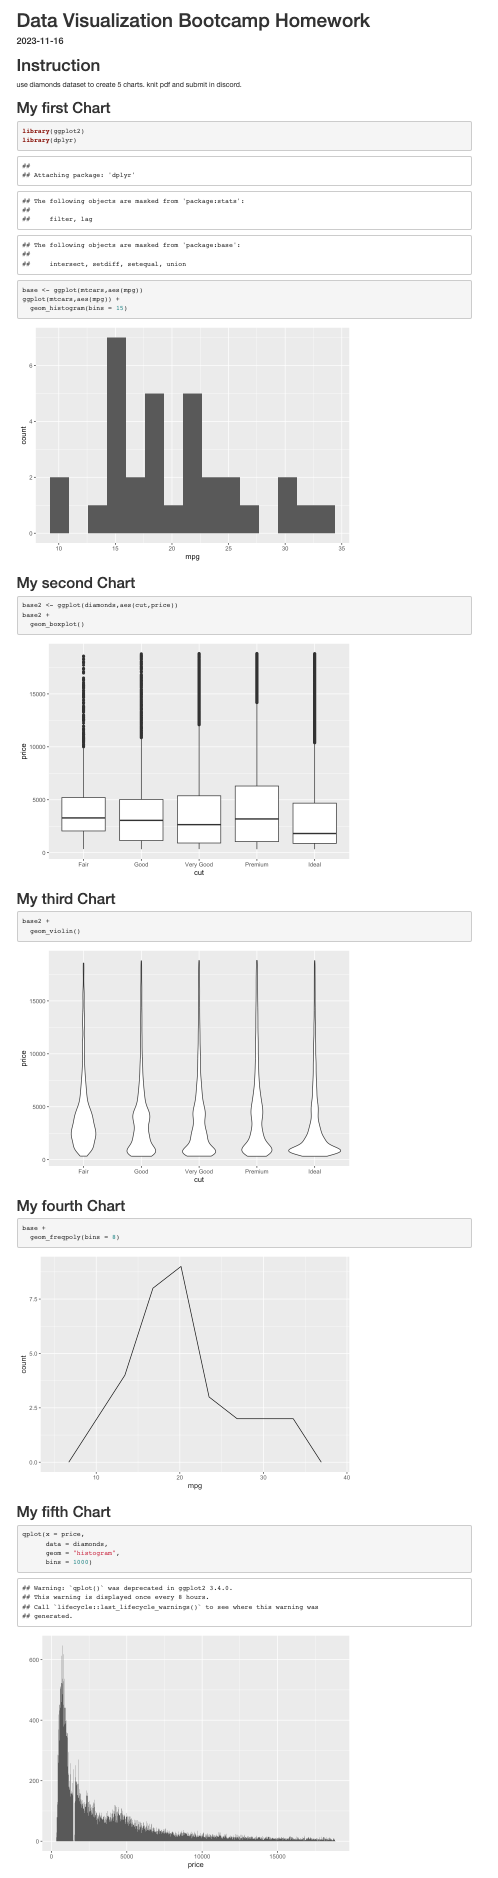 Data Visualization Bootcamp Homework
2023-11-16
Instruction
use diamonds dataset to create 5 charts. knit pdf and submit in discord.
My first Chart
library(ggplot2)
library(dplyr)
##
## Attaching package: 'dplyr'
## The following objects are masked from 'package:stats':
##
##     filter, lag
## The following objects are masked from 'package:base':
##
##     intersect, setdiff, setequal, union
base <- ggplot(mtcars,aes(mpg))
ggplot(mtcars,aes(mpg)) +
  geom_histogram(bins = 15)
6
4
2
0
count
10 15 20 25 30 35
mpg
My second Chart
base2 <- ggplot(diamonds,aes(cut,price))
base2 +
  geom_boxplot()
15000
10000
5000
0
price
Fair Good Very Good Premium Ideal
cut
My third Chart
base2 +
  geom_violin()
15000
10000
5000
0
price
Fair Good Very Good Premium Ideal
cut
My fourth Chart
base +
  geom_freqpoly(bins = 8)
7.5
5.0
2.5
0.0
count
10 20 30 40
mpg
My fifth Chart
qplot(x = price,
      data = diamonds,
      geom = "histogram",
      bins = 1000)
## Warning: `qplot()` was deprecated in ggplot2 3.4.0.
## This warning is displayed once every 8 hours.
## Call `lifecycle::last_lifecycle_warnings()` to see where this warning was
## generated.
600
400
200
0
0 5000 10000 15000
price